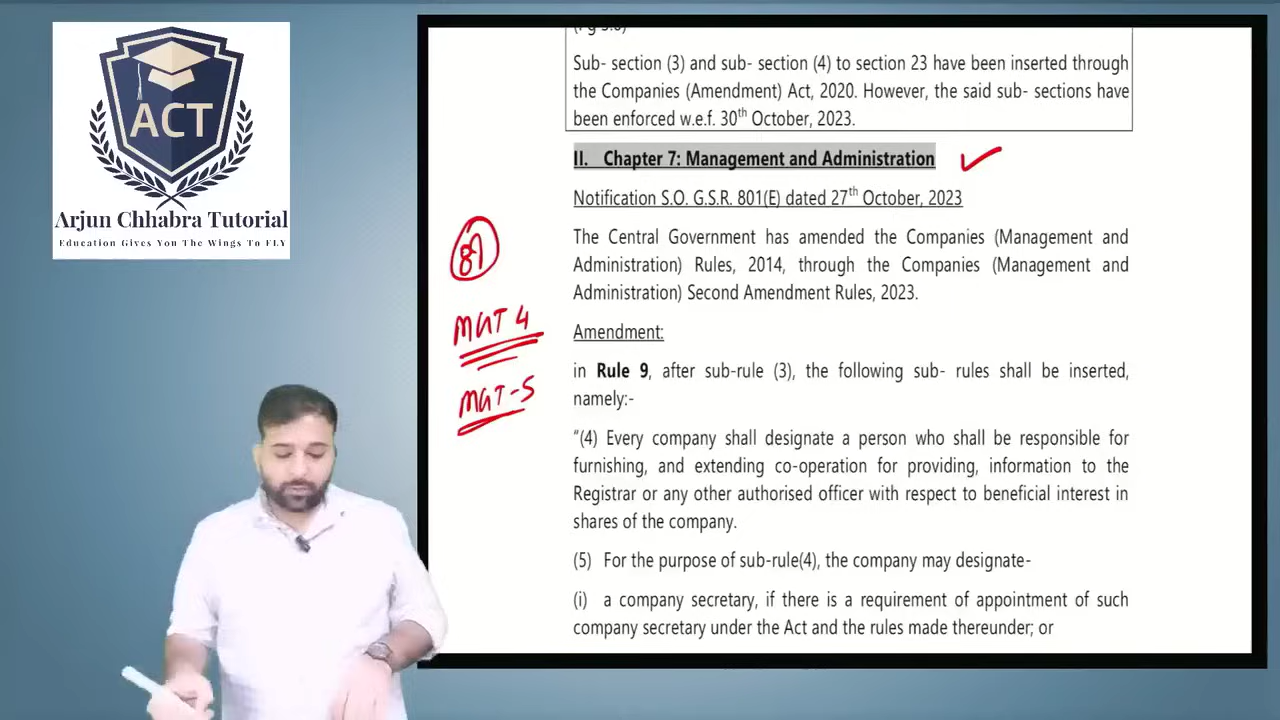 ACT
Arjun Chhabra Tutorial
Education Gives You The Wings To FLY
Sub- section (3) and sub- section (4) to section 23 have been inserted through
the Companies (Amendment) Act, 2020. However, the said sub- sections have
been enforced w.e.f. 30th October, 2023.
II. Chapter 7: Management and Administration
Notification S.O. G.S.R. 801(E) dated 27th October, 2023
The Central Government has amended the Companies (Management and
Administration) Rules, 2014, through the Companies (Management and
Administration) Second Amendment Rules, 2023.
Amendment:
in Rule 9, after sub-rule (3), the following sub- rules shall be inserted,
namely:-
"(4) Every company shall designate a person who shall be responsible for
furnishing, and extending co-operation for providing, information to the
Registrar or any other authorised officer with respect to beneficial interest in
shares of the company.
(5) For the purpose of sub-rule(4), the company may designate-
(i) a company secretary, if there is a requirement of appointment of such
company secretary under the Act and the rules made thereunder; or
89
MGT 4
MGT-5